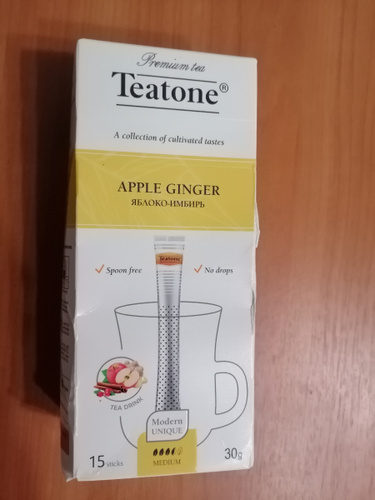 Premium tea
Teatone®
A collection of cultivated tastes
APPLE GINGER
ЯБЛОКО-ИМБИРЬ
✓ Spoon free
✓ No drops
Teatone
TEA DRINK
Modern
UNIQUE
15 sticks
MEDIUM
30g